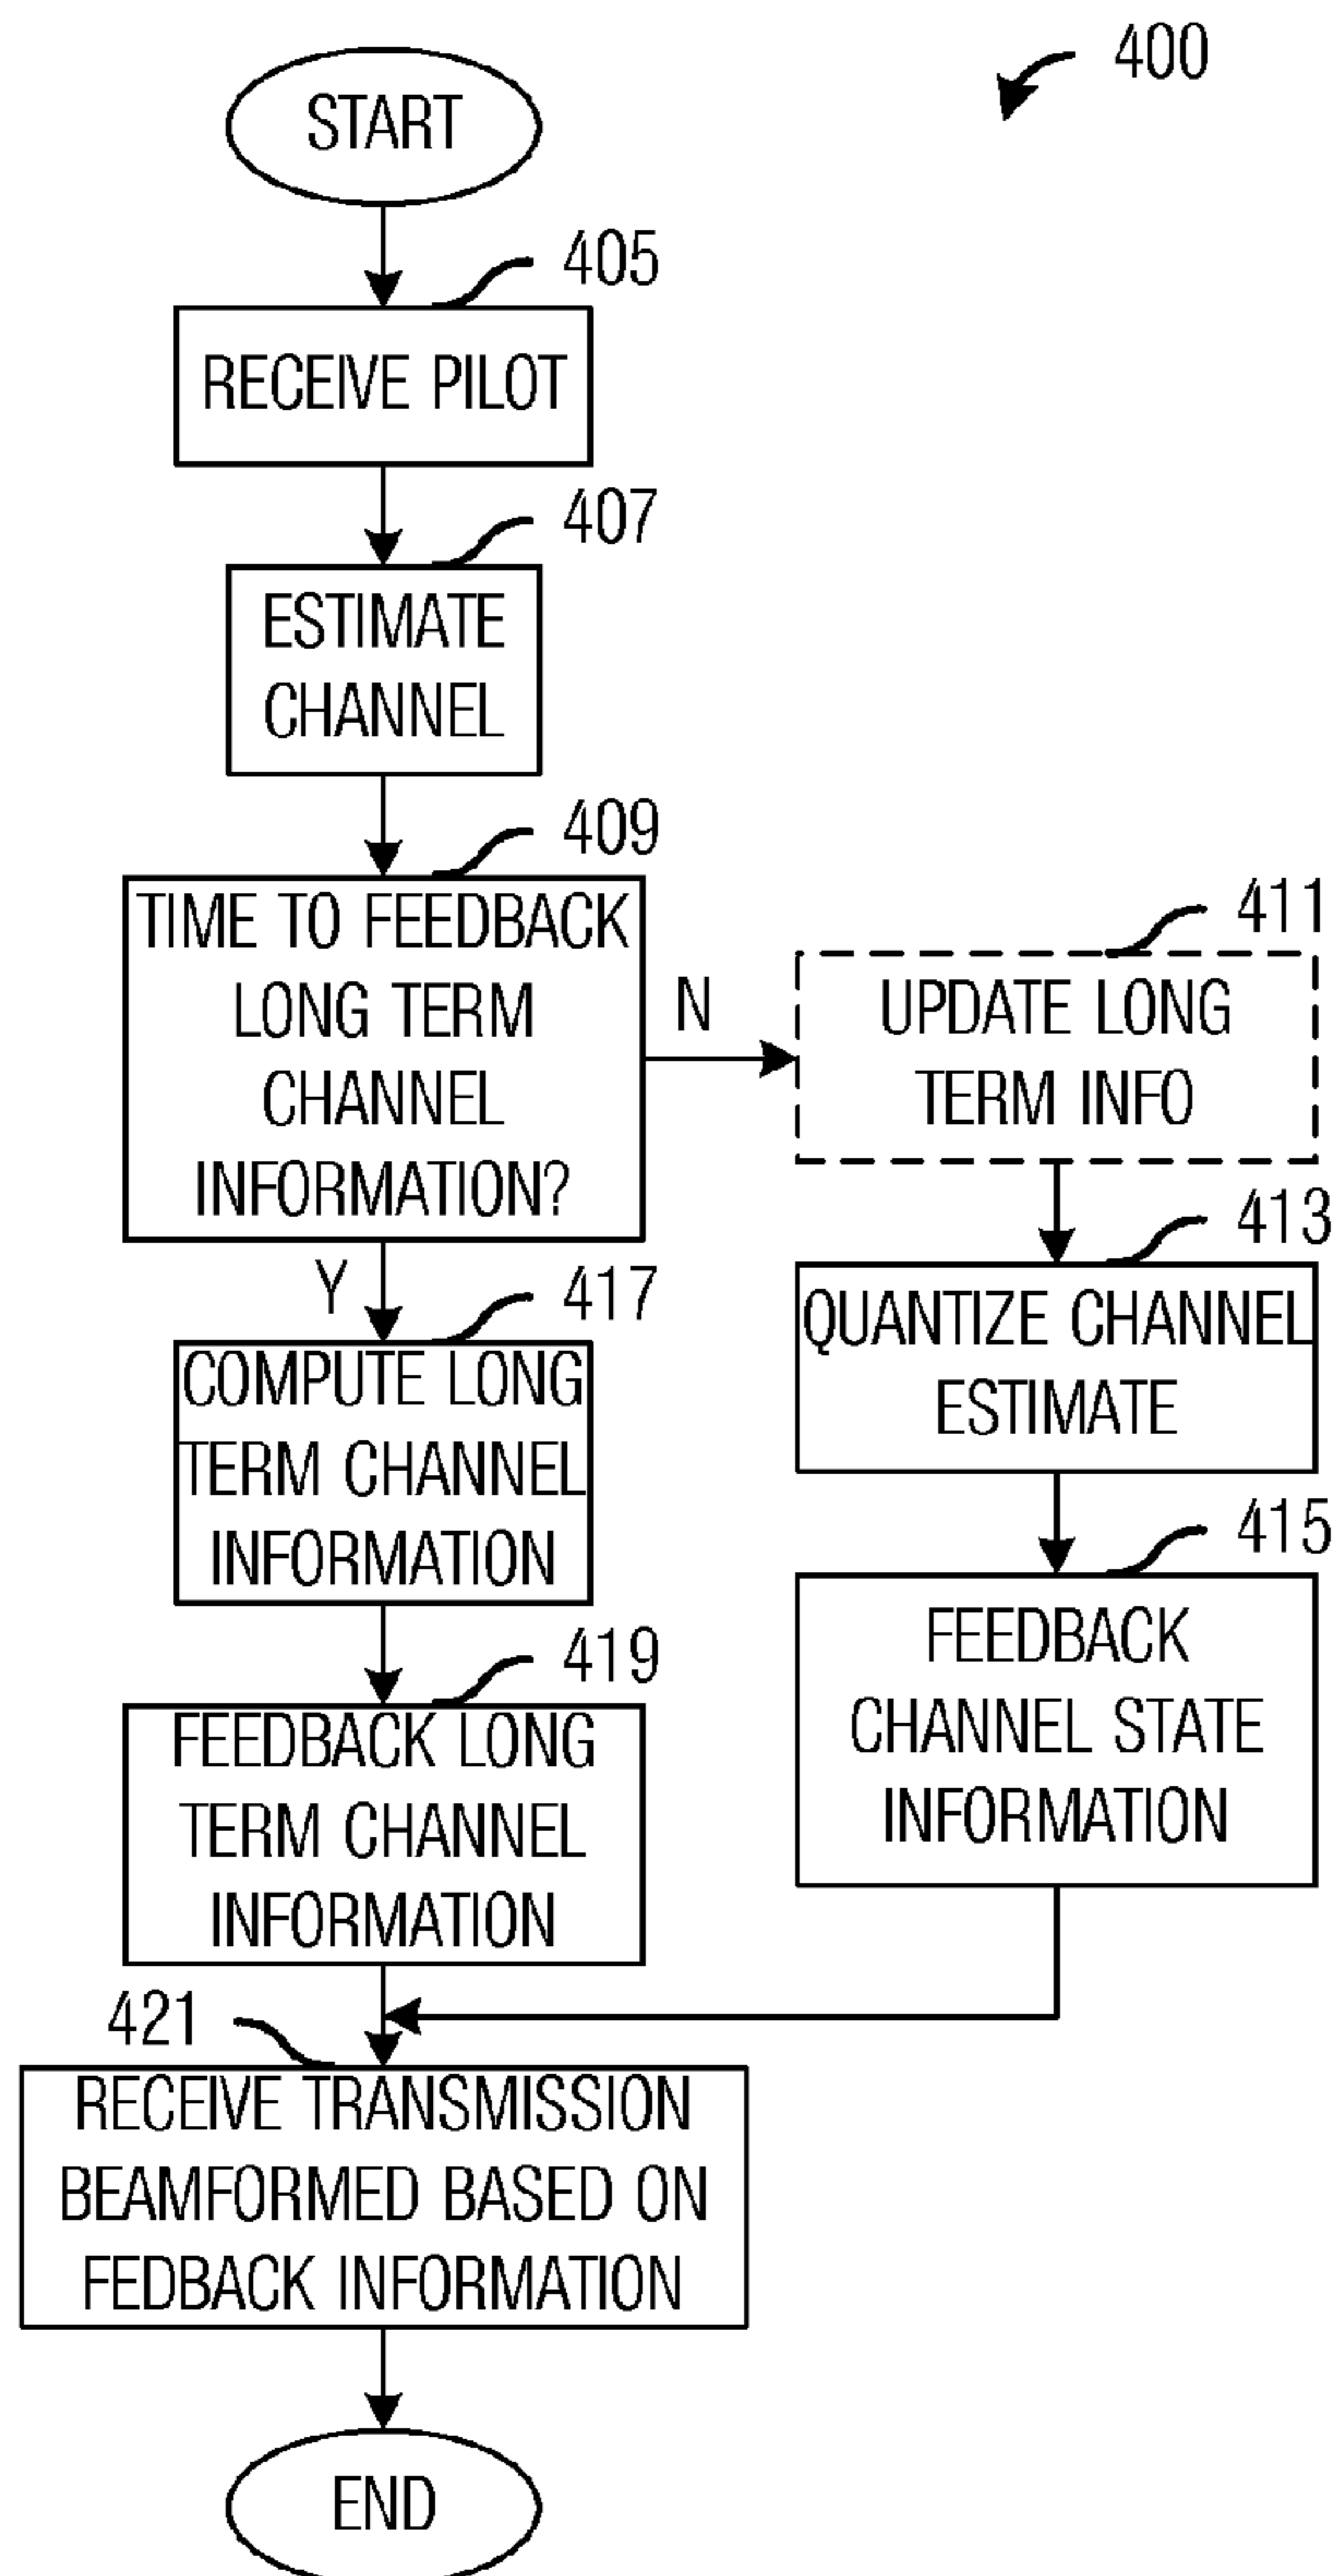 400
START
405
RECEIVE PILOT
407
ESTIMATE
CHANNEL
409
TIME TO FEEDBACK
LONG TERM
CHANNEL
INFORMATION?
N
411
UPDATE LONG
TERM INFO
413
QUANTIZE CHANNEL
ESTIMATE
415
FEEDBACK
CHANNEL STATE
INFORMATION
Y
417
COMPUTE LONG
TERM CHANNEL
INFORMATION
419
FEEDBACK LONG
TERM CHANNEL
INFORMATION
421
RECEIVE TRANSMISSION
BEAMFORMED BASED ON
FEDBACK INFORMATION
END